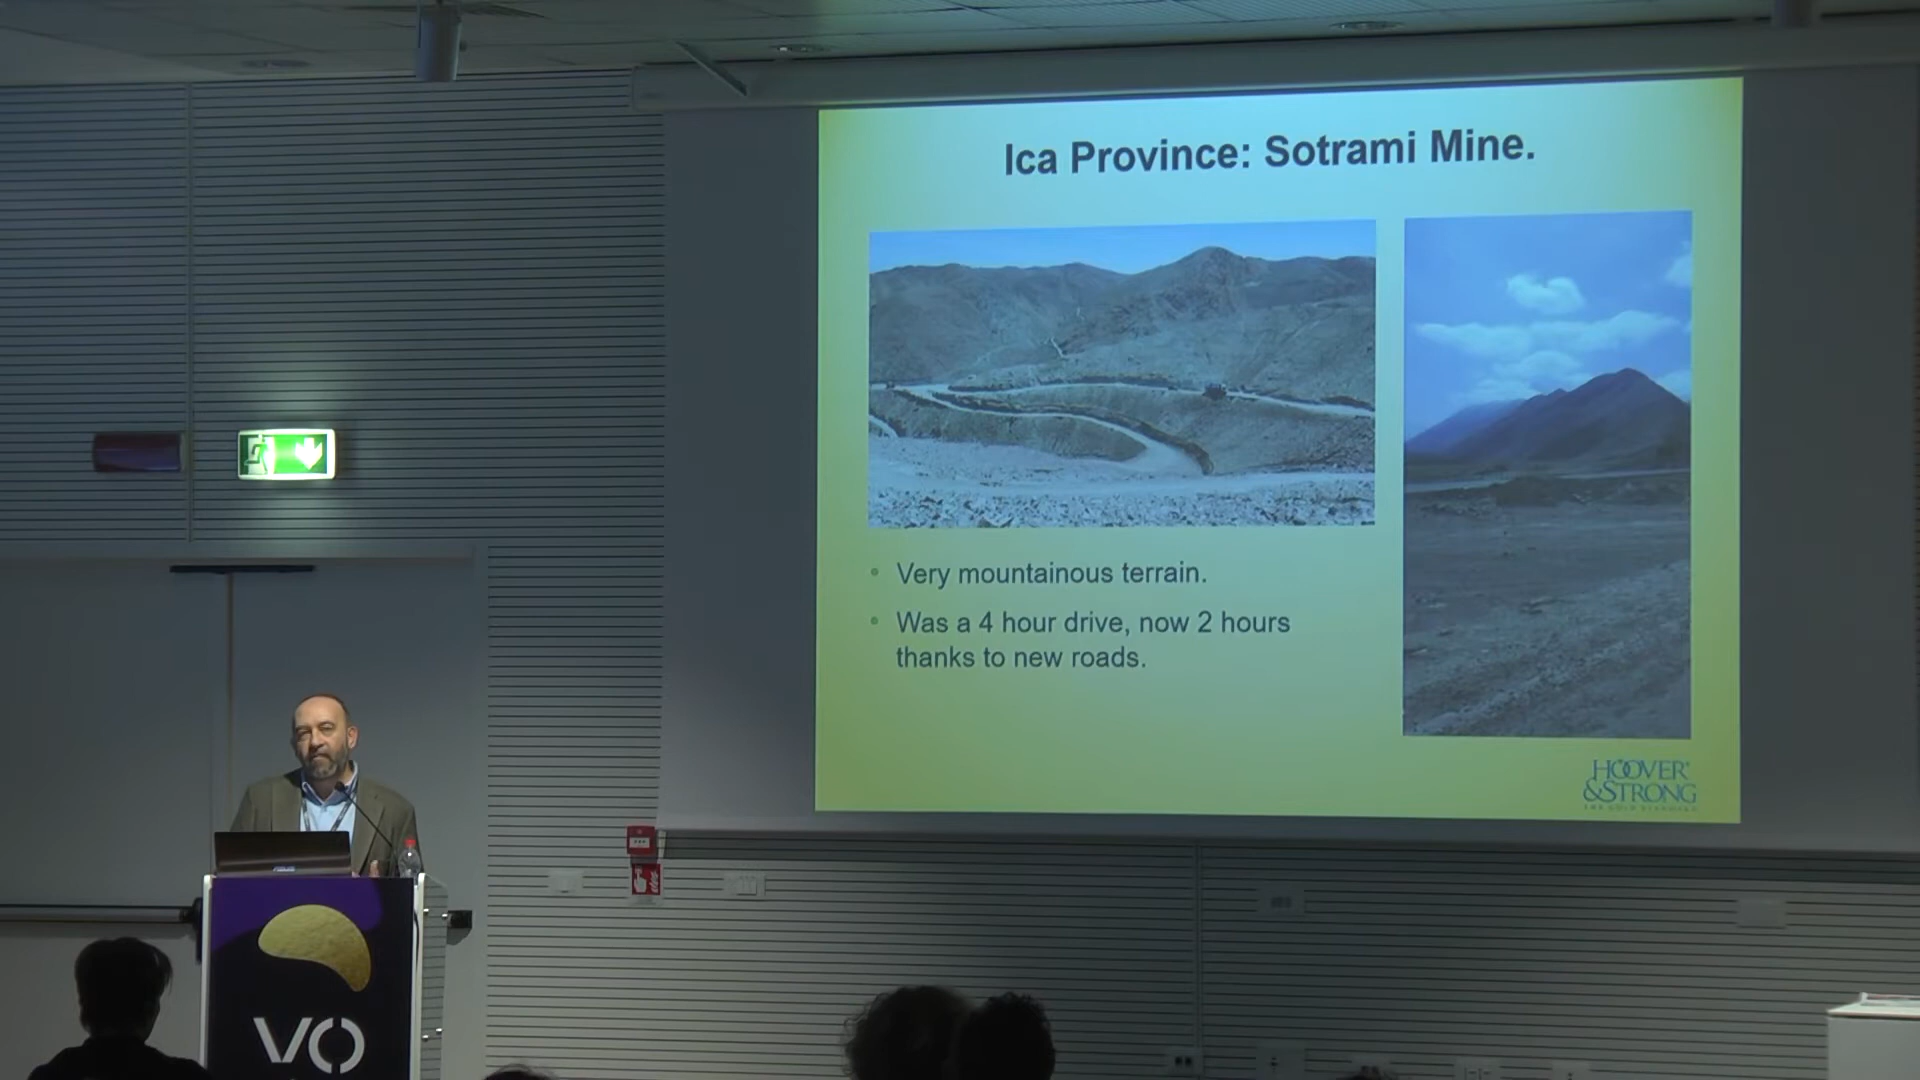 Ica Province: Sotrami Mine.
• Very mountainous terrain.
• Was a 4 hour drive, now 2 hours
thanks to new roads.
HOOVER
&STRONG
VO